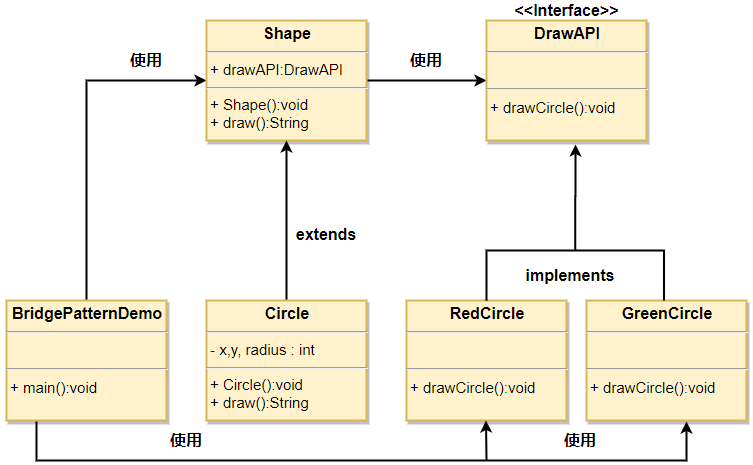 <<Interface>>
Shape
+ drawAPI:DrawAPI
+ Shape():void
+ draw():String
使用
使用
DrawAPI
+ drawCircle():void
extends
implements
BridgePatternDemo
+ main():void
Circle
- x,y, radius : int
+ Circle():void
+ draw():String
RedCircle
+ drawCircle():void
GreenCircle
+ drawCircle():void
使用
使用